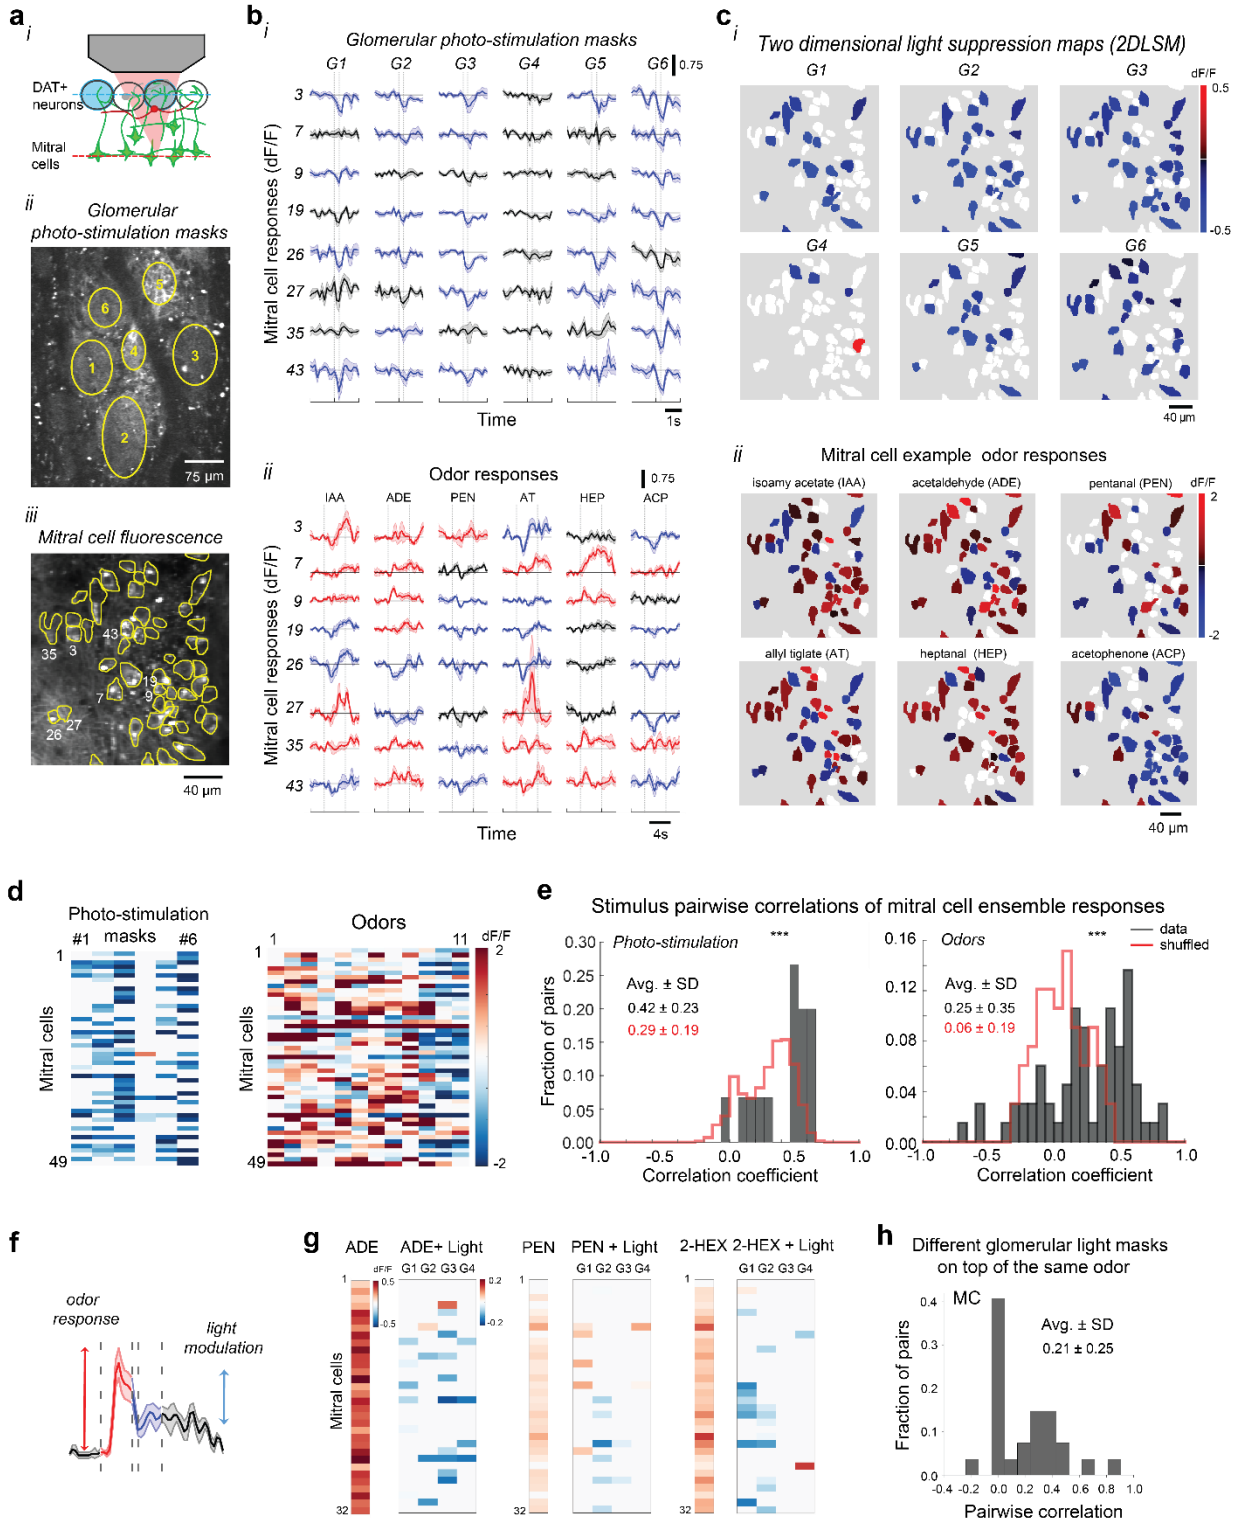 a
i
DAT+
neurons
Mitral
cells
ii
Glomerular
photo-stimulation masks
5
6
4
3
1
2
75 µm
iii
Mitral cell fluorescence
43
35
3
19
7
9
26
27
40
µm
b
i
Glomerular photo-stimulation masks
G1 G2 G3 G4 G5 G6 0.75
Mitral cell responses (dF/F)
3
7
9
19
26
27
35
43
Time
1s
ii
Odor responses
0.75
IAA ADE PEN AT HEP ACP
Mitral cell responses (dF/F)
3
7
9
19
26
27
35
43
Time
4s
c
i
Two dimensional light suppression maps (2DLSM)
G1 G2 G3
dF/F
0.5
-0.5
G4 G5 G6
40 µm
ii
Mitral cell example odor responses
isoamy acetate (IAA) acetaldehyde (ADE) pentanal (PEN)
dF/F
2
-2
allyl tiglate (AT) heptanal (HEP) acetophenone (ACP)
40 µm
d
Photo-stimulation
masks
#1 #6
Mitral cells
1
49
Odors
1 11
dF/F
2
-2
Mitral cells
1
49
e
Stimulus pairwise correlations of mitral cell ensemble responses
Photo-stimulation
***
Avg. ± SD
0.42 ± 0.23
0.29 ± 0.19
Fraction of pairs
0.30
0.25
0.20
0.15
0.10
0.05
0.00
-1.0 -0.5 0.0 0.5 1.0
Correlation coefficient
Odors
***
data
shuffled
Avg. ± SD
0.25 ± 0.35
0.06 ± 0.19
0.16
0.12
0.08
0.04
0.00
-1.0 -0.5 0.0 0.5 1.0
Correlation coefficient
f
odor
response
light
modulation
g
ADE ADE+ Light PEN PEN + Light 2-HEX 2-HEX + Light
dF/F
0.5
-0.5
G1 G2 G3 G4
0.2
-0.2
G1 G2 G3 G4
G1 G2 G3 G4
Mitral cells
1
32
1
32
1
32
h
Different glomerular light masks
on top of the same odor
MC
Avg. ± SD
0.21 ± 0.25
Fraction of pairs
0.4
0.3
0.2
0.1
0.0
-0.4 0.0 0.2 0.4 0.6 0.8 1.0
Pairwise correlation